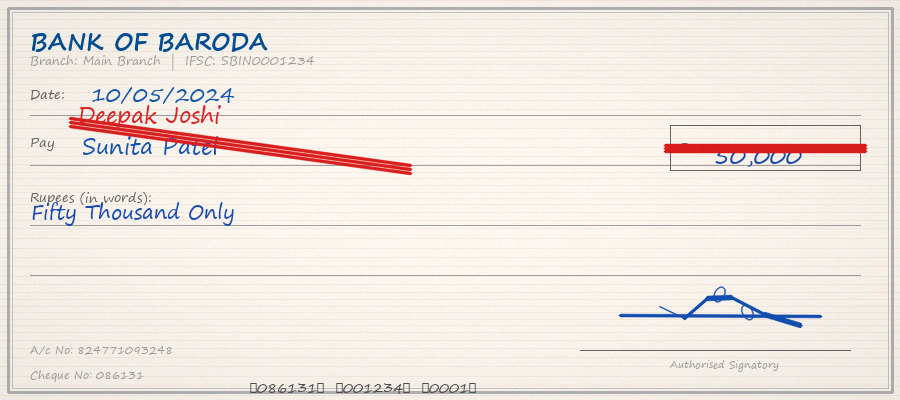 BANK OF BARODA
Branch: Main Branch | IFSC: SBIN0001234
Date: 10/05/2024
Deepak Joshi
Pay Sunita Patel
50,000
Rupees (in words):
Fifty Thousand Only
A/c No: 824771093248
Authorised Signatory
Cheque No: 086131
⑆086131⑆ ⑆001234⑆ ⑆0001⑆